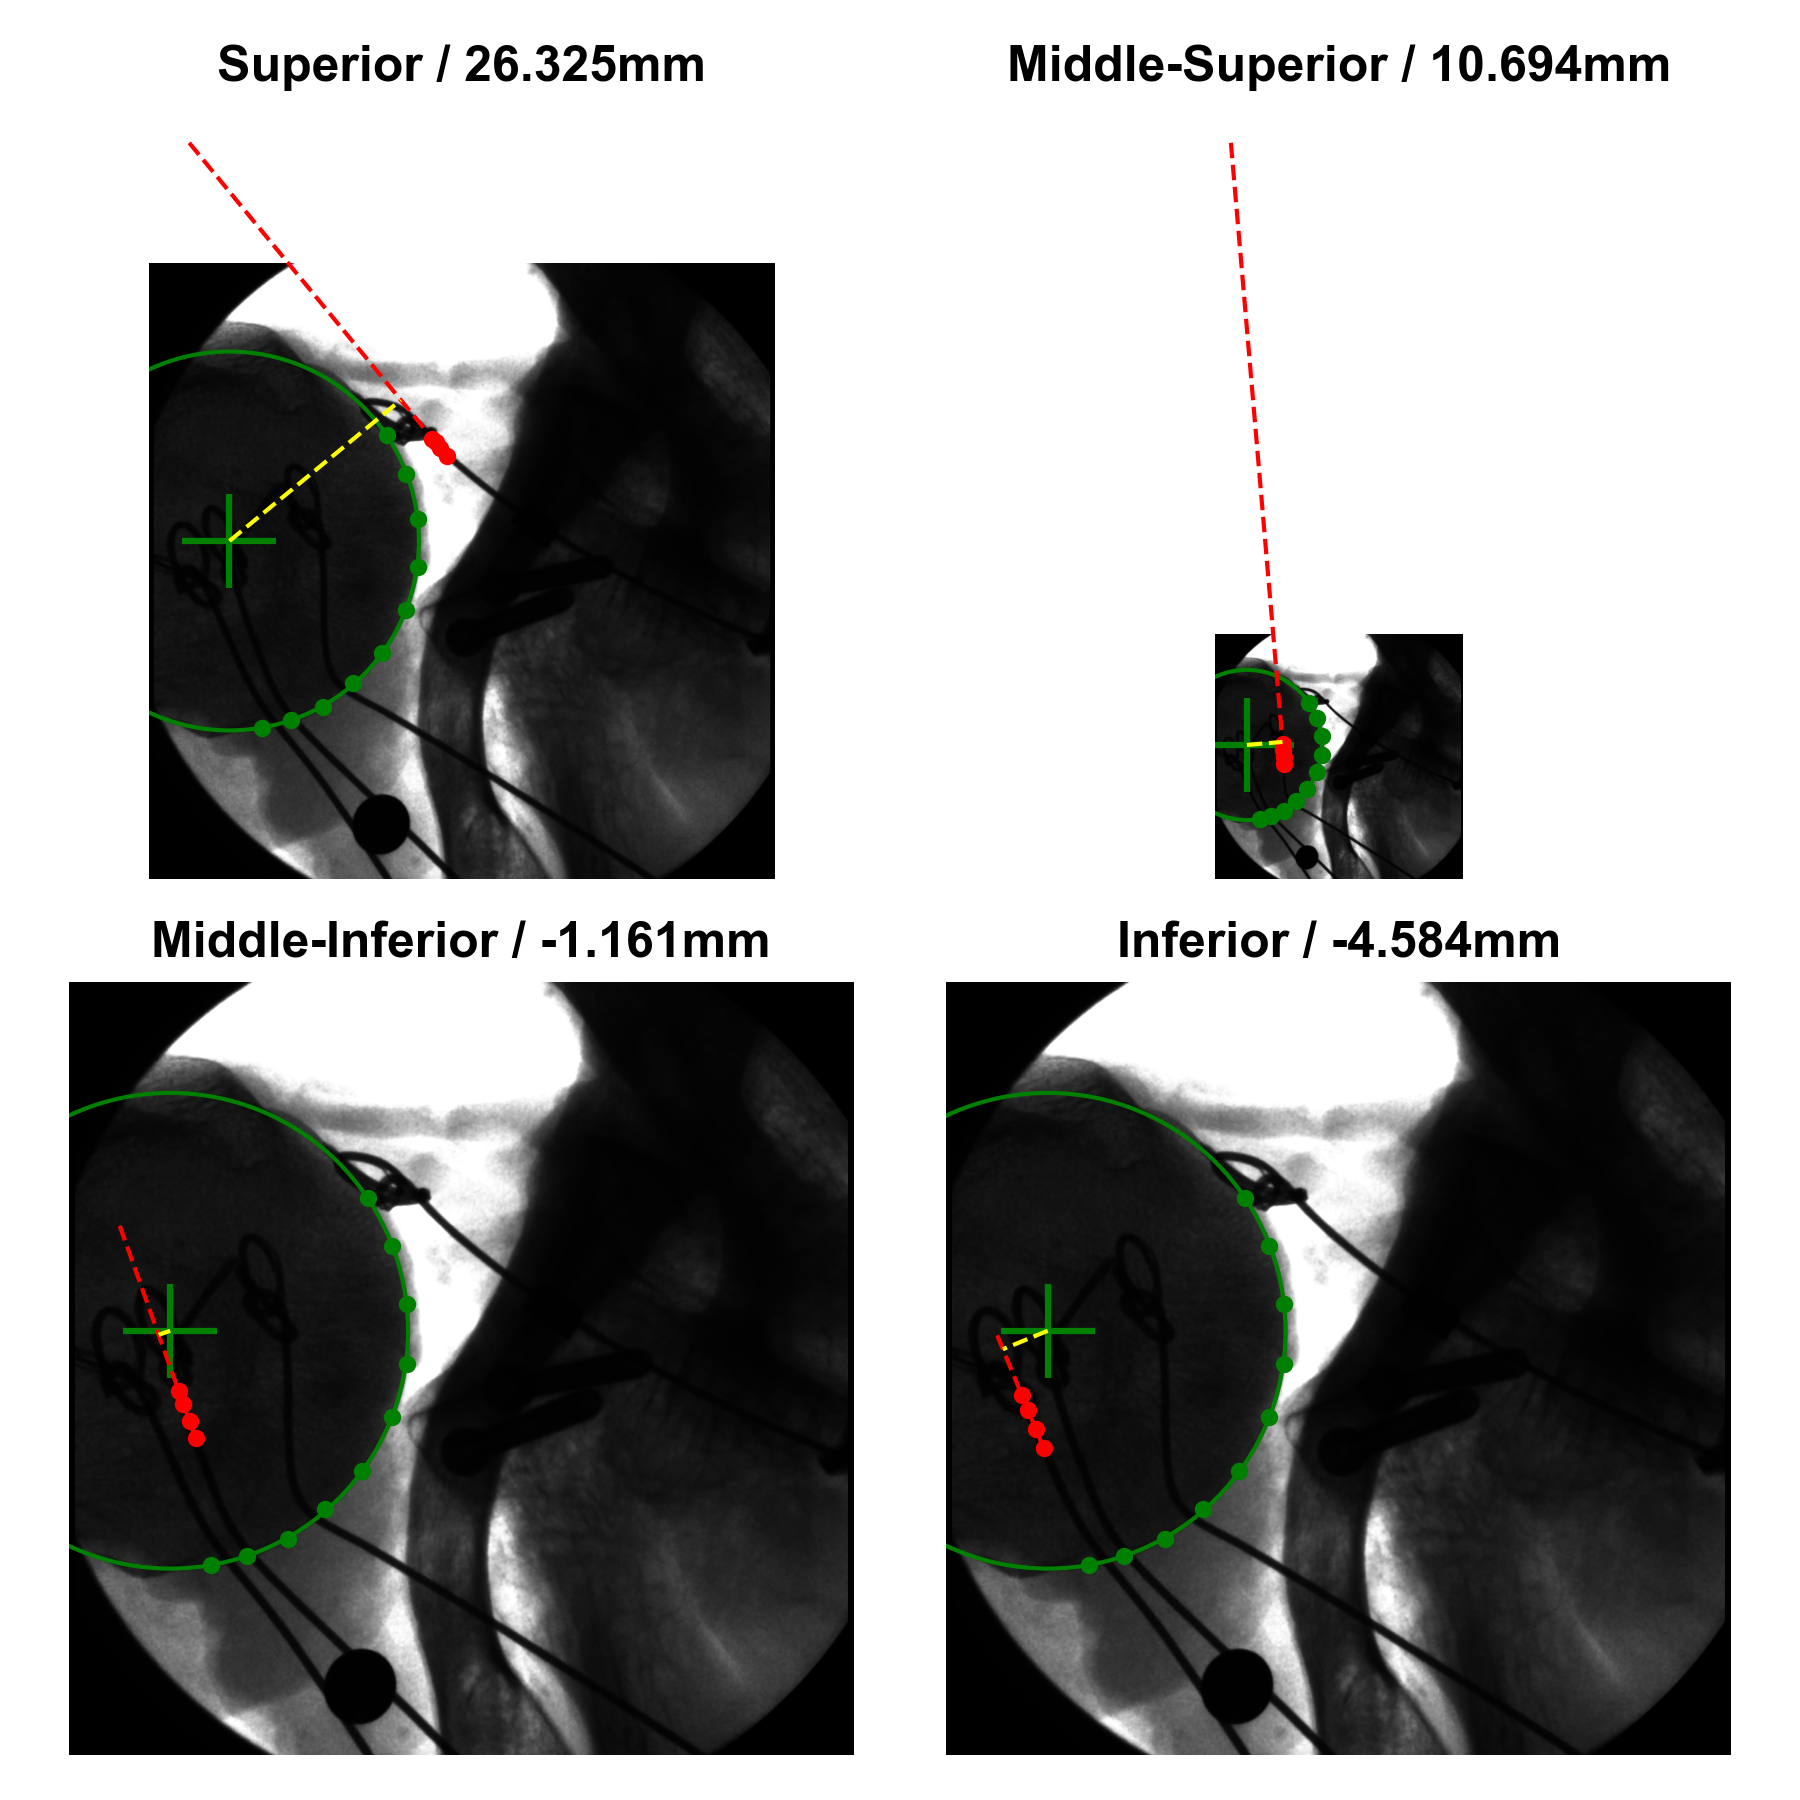 Superior / 26.325mm
Middle-Superior / 10.694mm
Middle-Inferior / -1.161mm
Inferior / -4.584mm